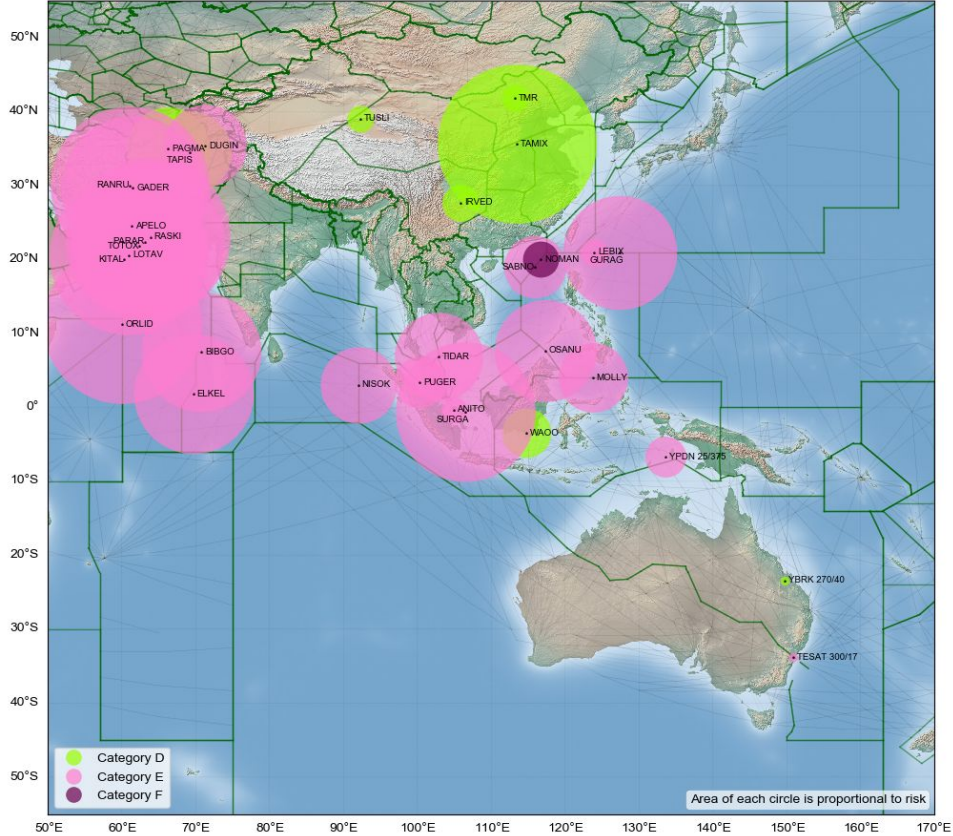 50°N
40°N
30°N
20°N
10°N
0°
10°S
20°S
30°S
40°S
50°S
TMR
TUSLI
TAMIX
PAGMA
DUGIN
TAPIS
RANRU
GADER
IRVED
APELO
RASKI
PARAR
TOTOX
LOTAV
KITAL
LEBIX
GURAG
NOMAN
SABNO
ORLID
BIBGO
TIDAR
OSANU
NISOK
PUGER
MOLLY
ELKEL
ANITO
SURGA
WAOO
YPDN 25/375
YBRK 270/40
TESAT 300/17
Category D
Category E
Category F
Area of each circle is proportional to risk
50°E
60°E
70°E
80°E
90°E
100°E
110°E
120°E
130°E
140°E
150°E
160°E
170°E